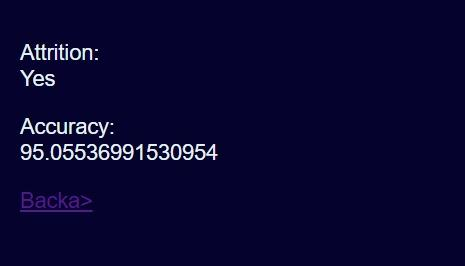 Attrition:
Yes
Accuracy:
95.05536991530954
Backa>